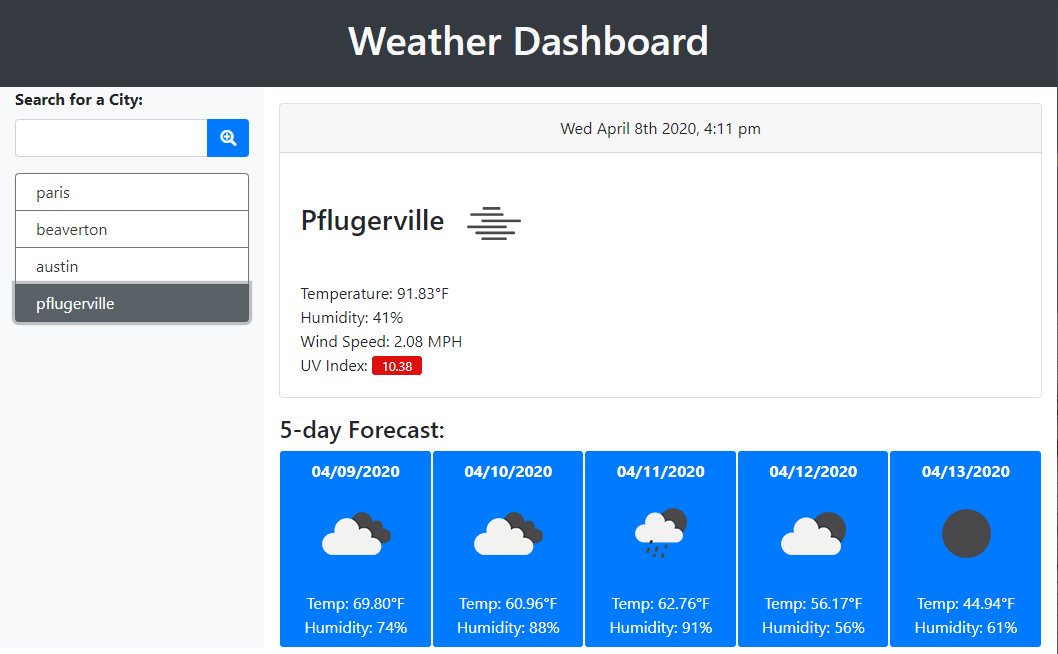 Weather Dashboard
Search for a City:
paris
beaverton
austin
pflugerville
Wed April 8th 2020, 4:11 pm
Pflugerville
Temperature: 91.83°F
Humidity: 41%
Wind Speed: 2.08 MPH
UV Index: 10.38
5-day Forecast:
04/09/2020
Temp: 69.80°F
Humidity: 74%
04/10/2020
Temp: 60.96°F
Humidity: 88%
04/11/2020
Temp: 62.76°F
Humidity: 91%
04/12/2020
Temp: 56.17°F
Humidity: 56%
04/13/2020
Temp: 44.94°F
Humidity: 61%